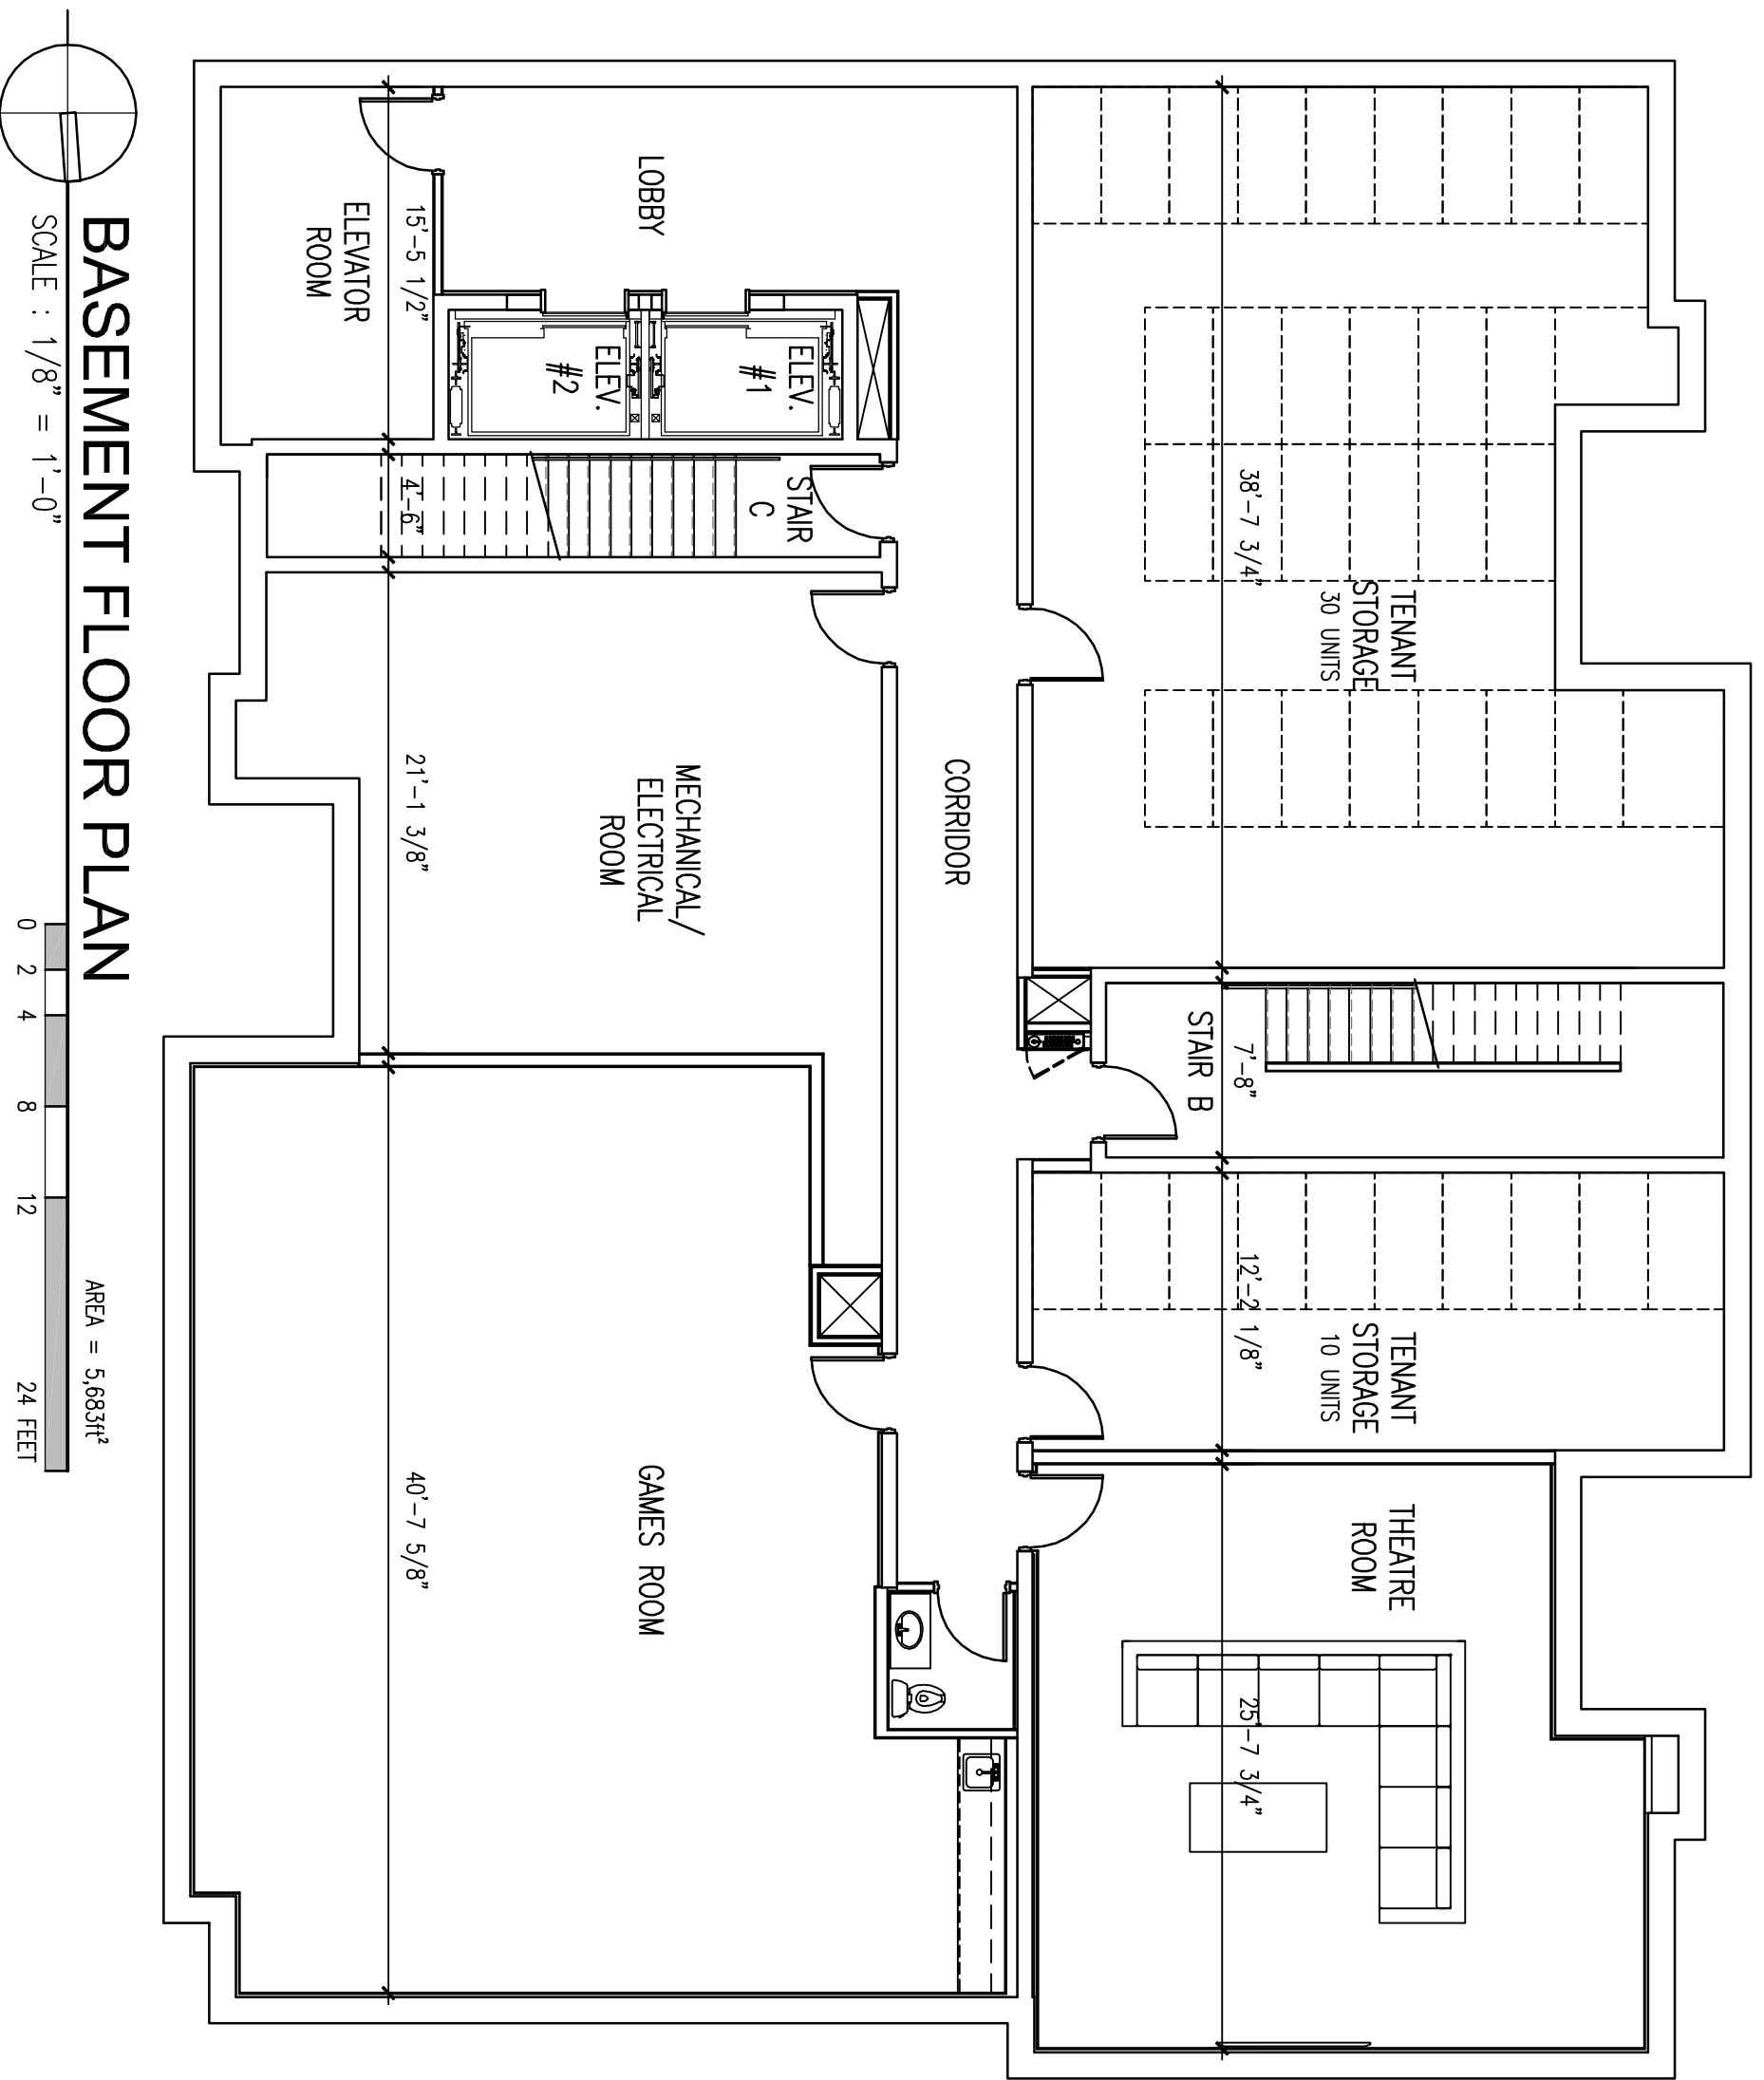 TENANT
STORAGE
30 UNITS
38'-7 3/4"
STAIR B
7'-8"
TENANT
STORAGE
10 UNITS
12'-2 1/8"
THEATRE
ROOM
25'-7 3/4"
CORRIDOR
LOBBY
ELEV.
#1
ELEV.
#2
STAIR
C
MECHANICAL/
ELECTRICAL
ROOM
GAMES ROOM
ELEVATOR
ROOM
15'-5 1/2"
4'-6"
21'-1 3/8"
40'-7 5/8"
BASEMENT FLOOR PLAN
AREA = 5,683ft²
SCALE : 1/8" = 1'-0"
0 2 4 8 12 24 FEET